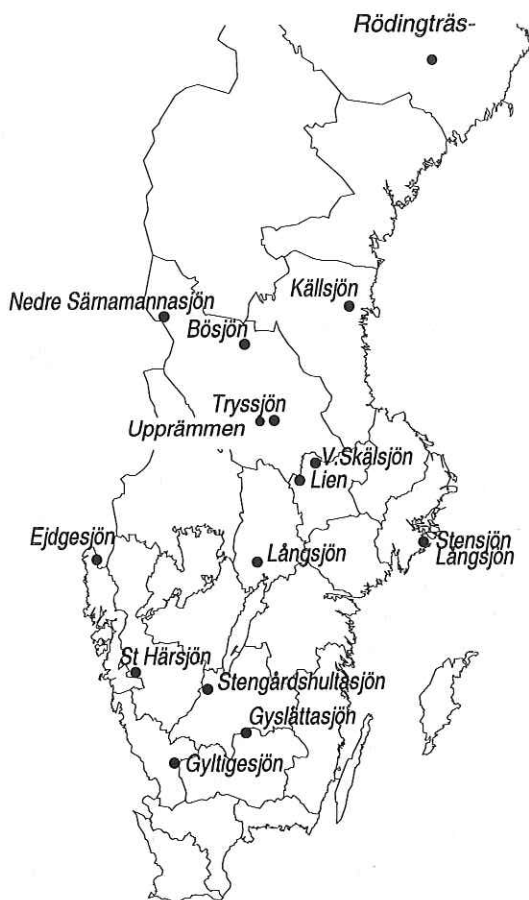 Rödingträs-
Källsjön
Nedre Särnamannasjön
Bösjön
Tryssjön
Upprämmen
V.Skälsjön
Lien
Ejdgesjön
Stensjön
Långsjön
Långsjön
St Härsjön
Stengårdshultasjön
Gyslättasjön
Gyltigesjön